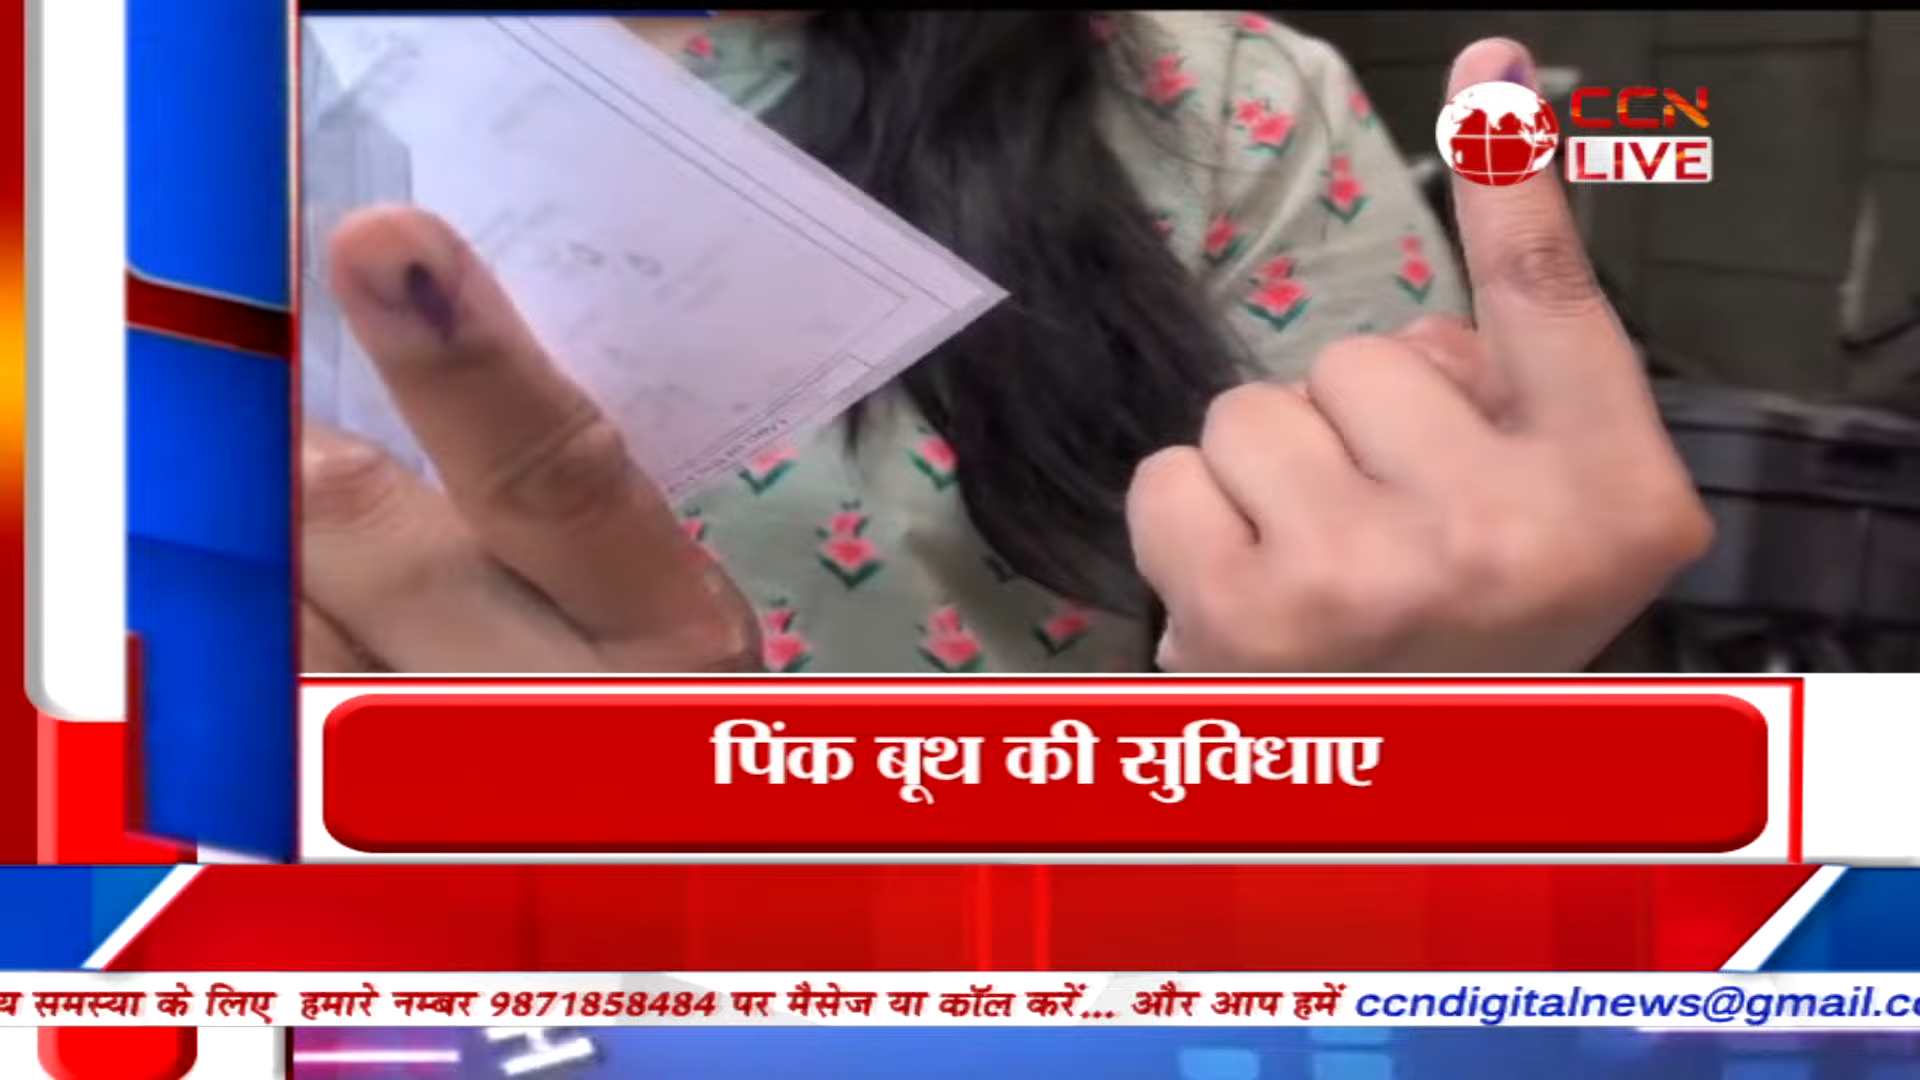 CCN
LIVE
पिंक बूथ की सुविधाए
समस्या के लिए हमारे नम्बर 9871858484 पर मैसेज या कॉल करें... और आप हमें ccndigitalnews@gmail.c